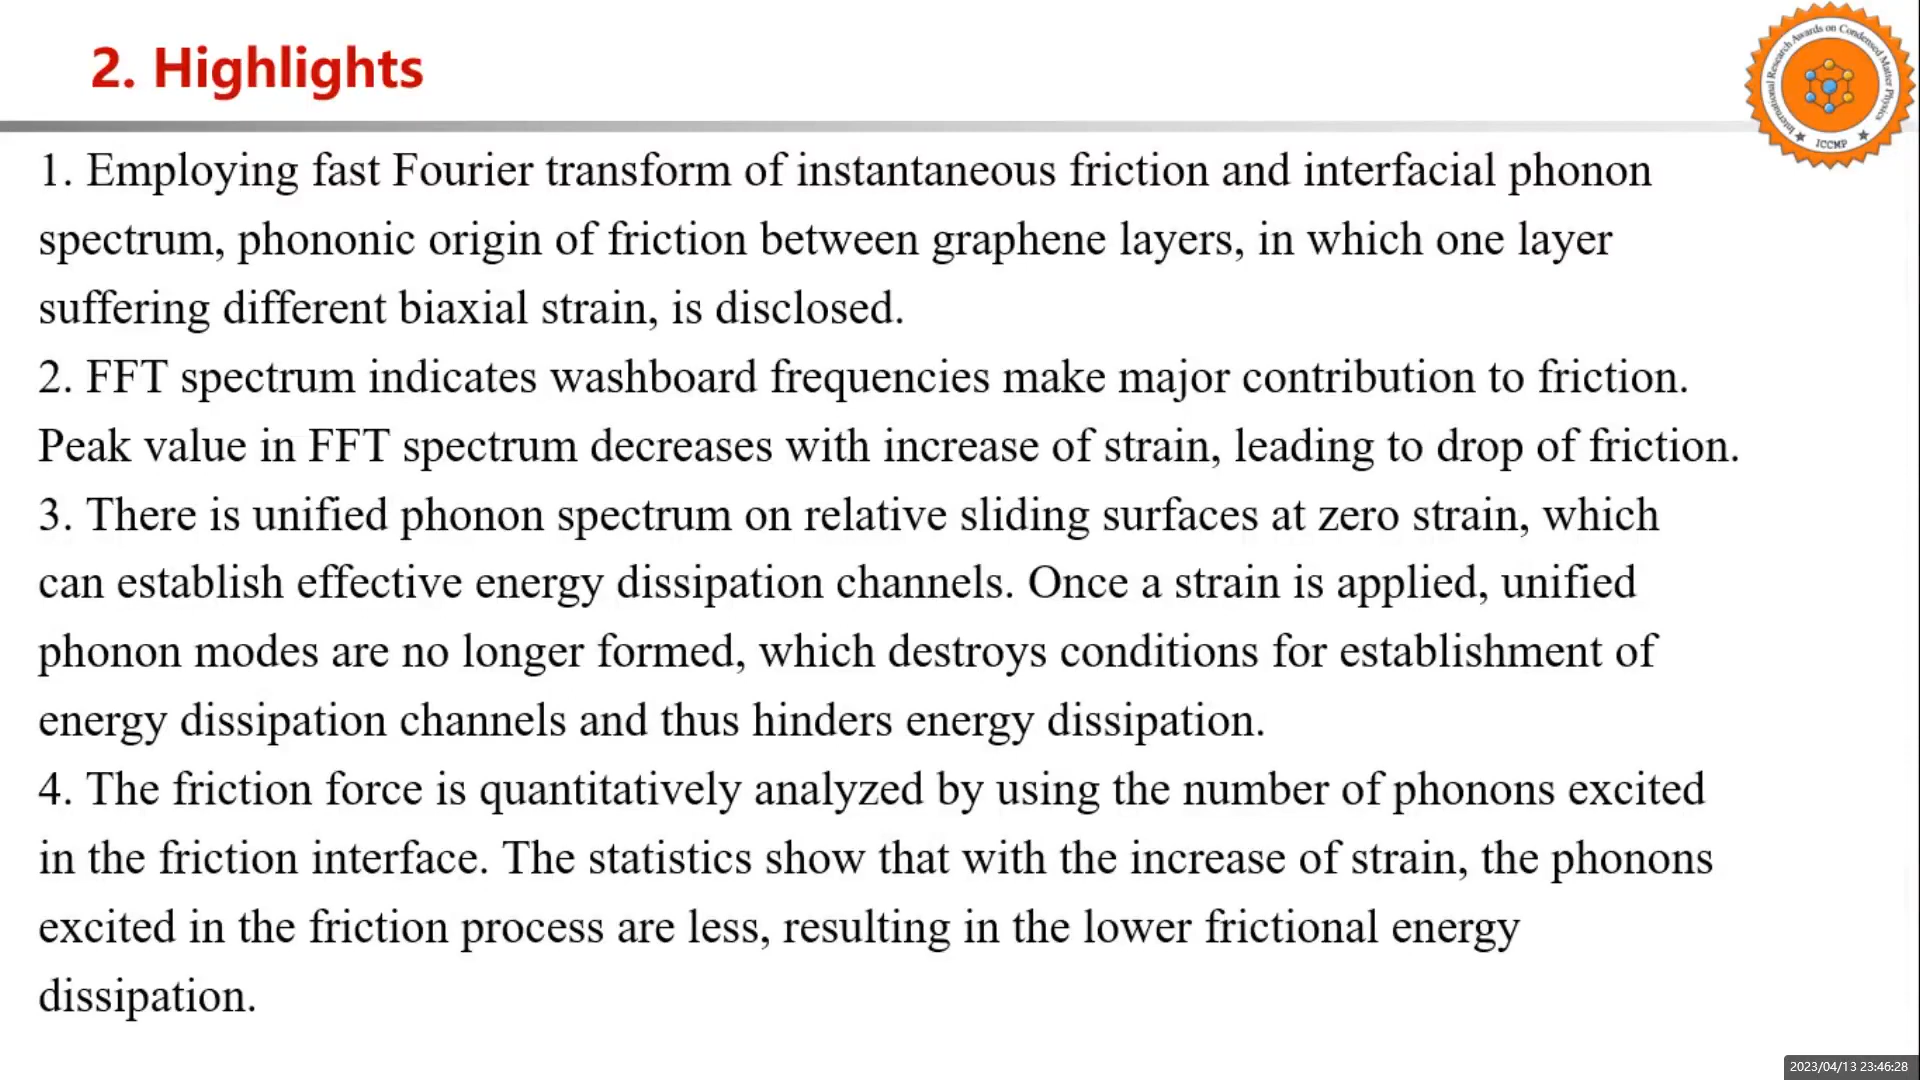 2. Highlights
International Research Awards on Condensed Matter Physics
ICCMP
1. Employing fast Fourier transform of instantaneous friction and interfacial phonon
spectrum, phononic origin of friction between graphene layers, in which one layer
suffering different biaxial strain, is disclosed.
2. FFT spectrum indicates washboard frequencies make major contribution to friction.
Peak value in FFT spectrum decreases with increase of strain, leading to drop of friction.
3. There is unified phonon spectrum on relative sliding surfaces at zero strain, which
can establish effective energy dissipation channels. Once a strain is applied, unified
phonon modes are no longer formed, which destroys conditions for establishment of
energy dissipation channels and thus hinders energy dissipation.
4. The friction force is quantitatively analyzed by using the number of phonons excited
in the friction interface. The statistics show that with the increase of strain, the phonons
excited in the friction process are less, resulting in the lower frictional energy
dissipation.
2023/04/13 23:46:28